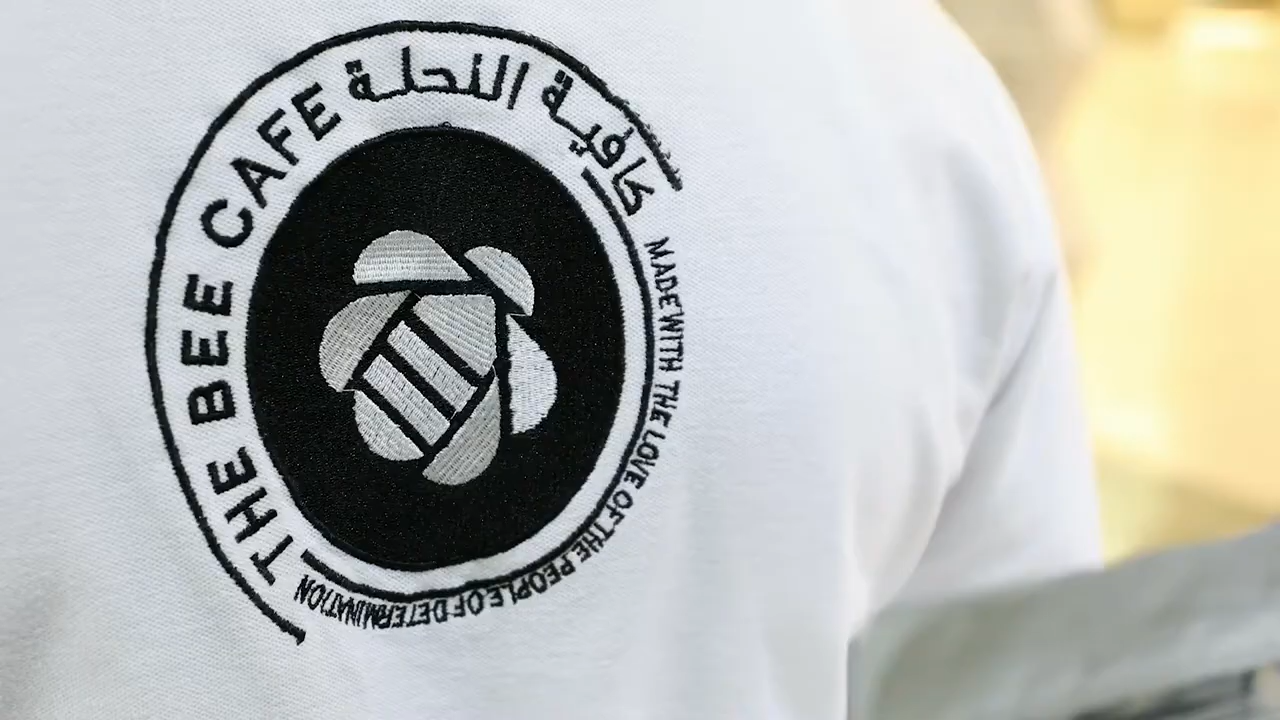 THE BEE CAFE
كافية النحلة
MADE WITH THE LOVE OF THE PEOPLE OF DETERMINATION